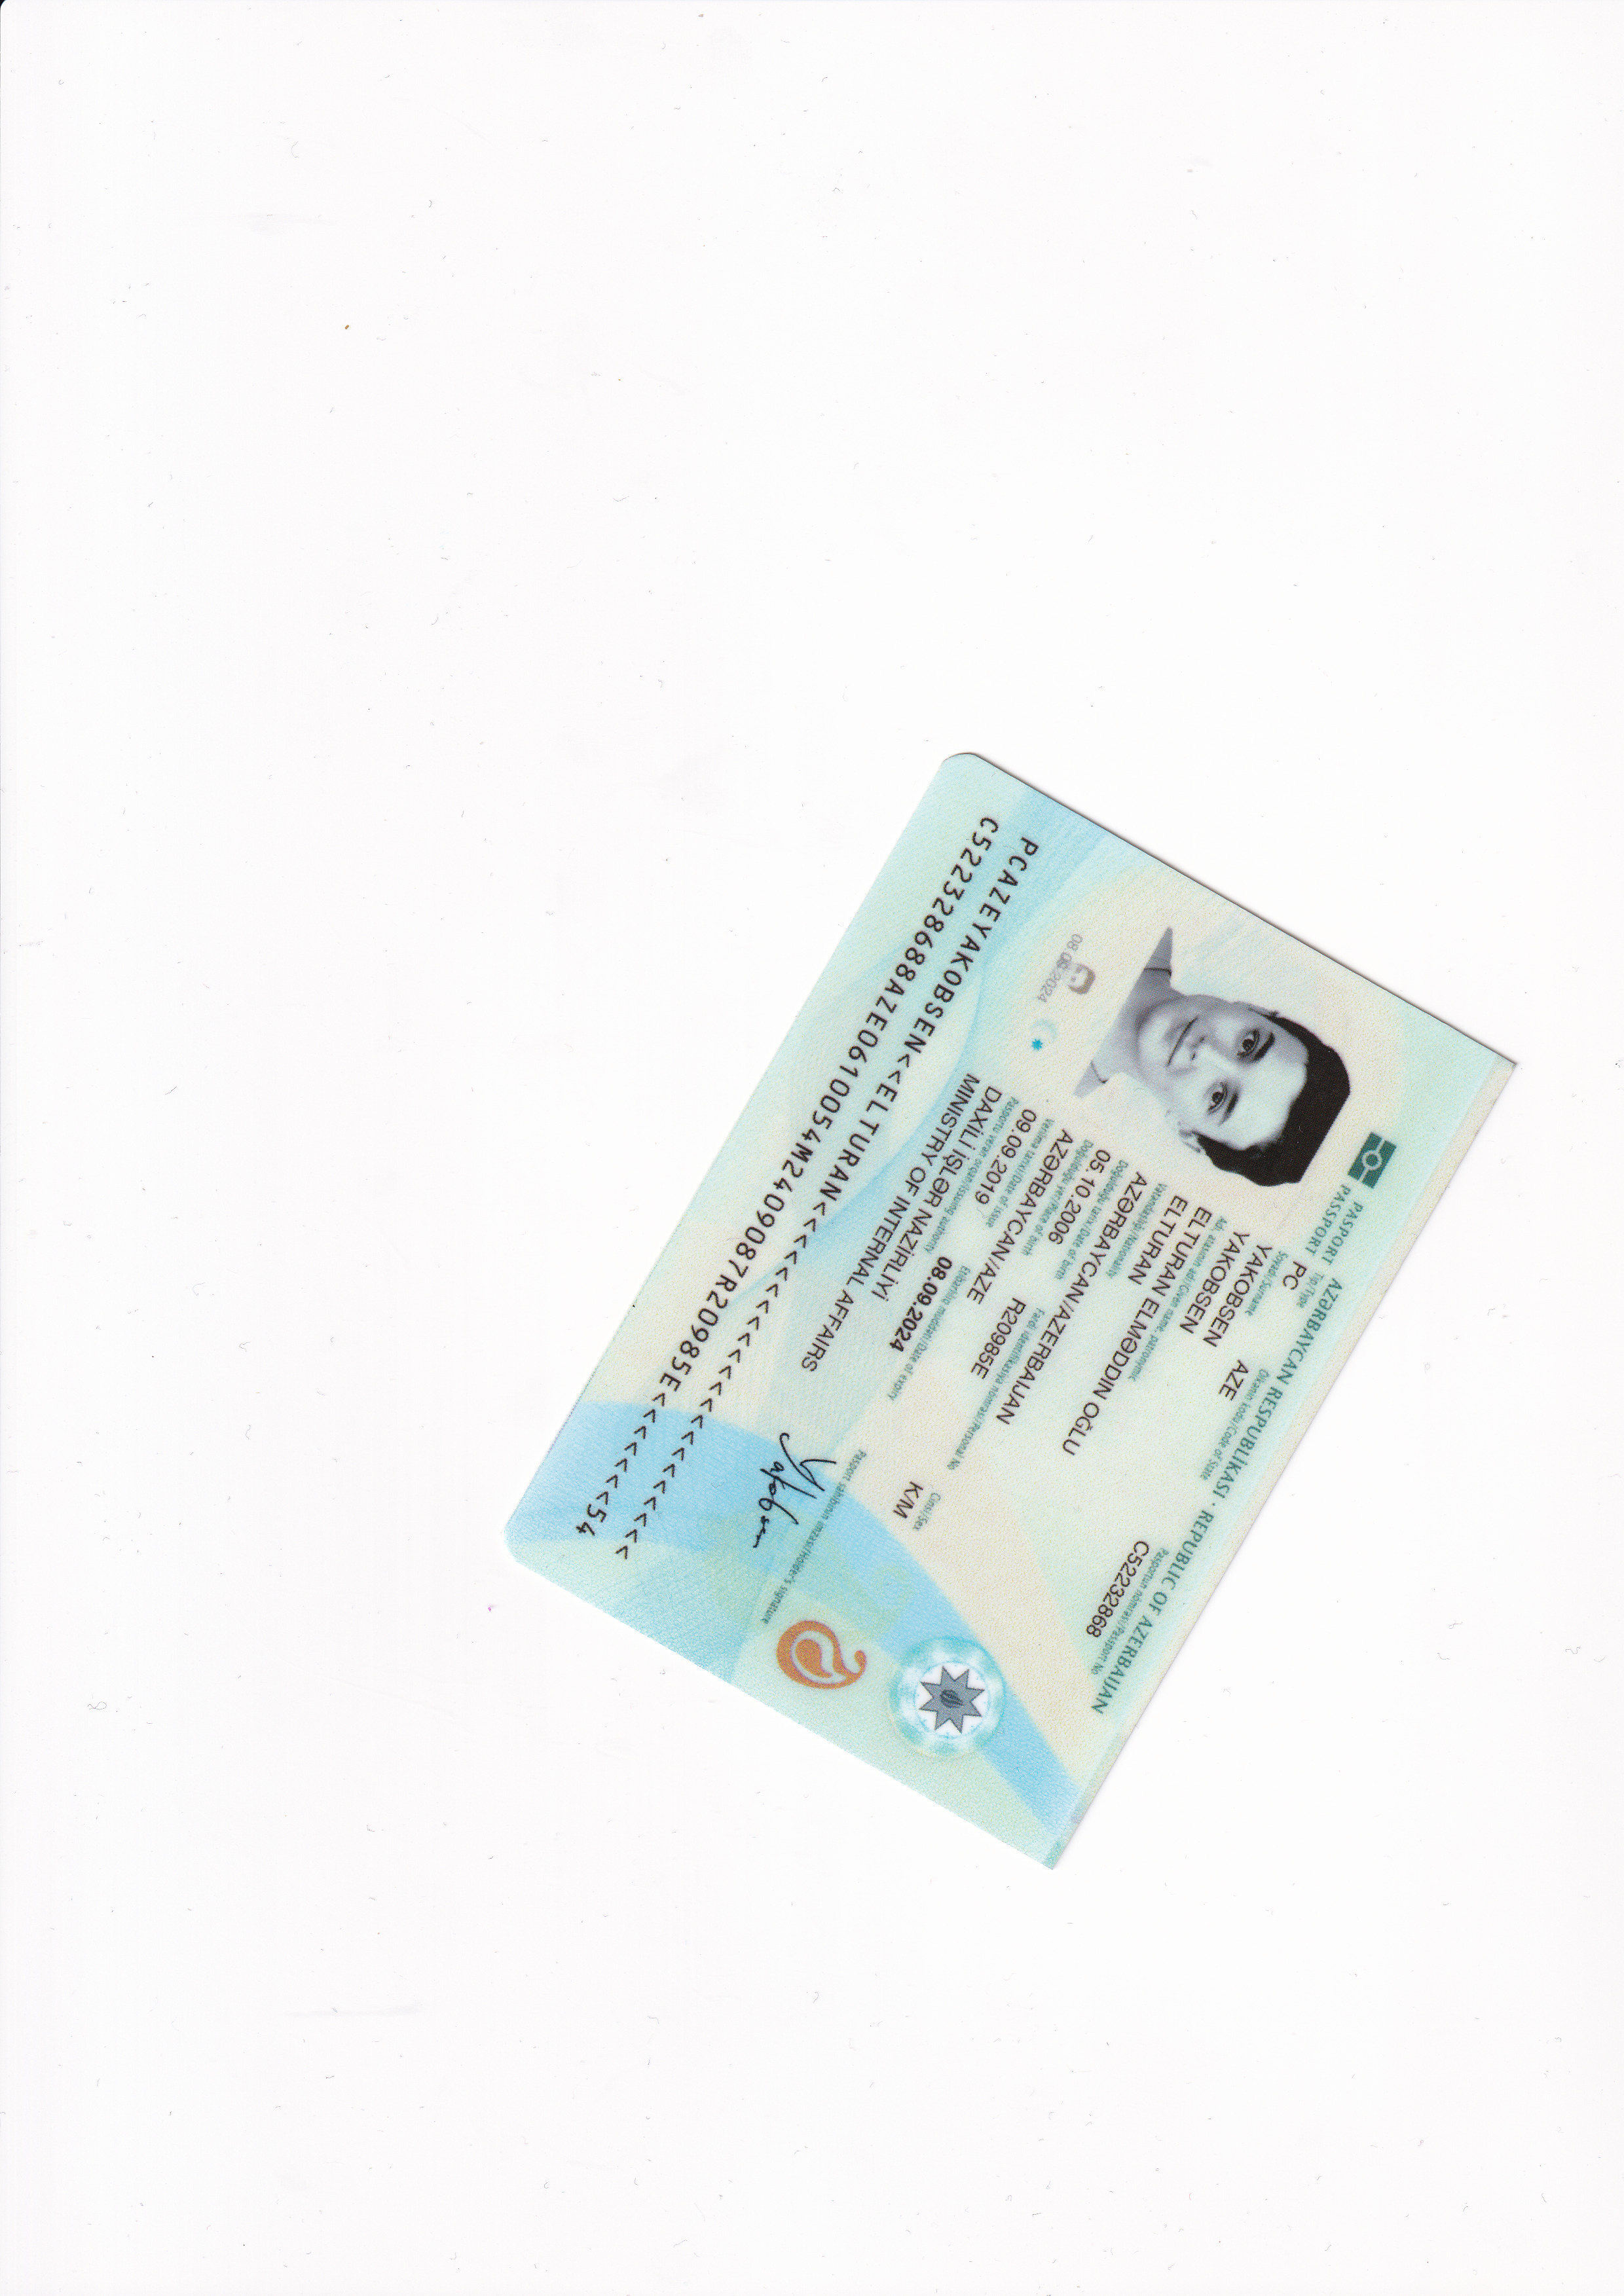 PASPORT
PASSPORT
AZƏRBAYCAN RESPUBLİKASI · REPUBLIC OF AZERBAIJAN
Tip/Type
PC
Ölkənin kodu/Code of State
AZE
Pasportun nömrəsi/Passport No
C52232868
Soyadı/Surname
YAKOBSEN
YAKOBSEN
Adı, atasının adı/Given name, patronymic
ELTURAN ELMƏDDİN OĞLU
ELTURAN
Vətəndaşlığı/Nationality
AZƏRBAYCAN/AZERBAIJAN
Doğulduğu tarix/Date of birth
05.10.2006
Fərdi identifikasiya nömrəsi/Personal No
R20985E
Doğulduğu yer/Place of birth
AZƏRBAYCAN/AZE
Cinsi/Sex
K/M
Verilmə tarixi/Date of issue
09.09.2019
Etibarlılıq müddəti/Date of expiry
08.09.2024
Pasportu verən orqan/Issuing authority
DAXİLİ İŞLƏR NAZİRLİYİ
MINISTRY OF INTERNAL AFFAIRS
Pasport sahibinin imzası/Holder's signature
Yakobsen
08.09.2024
PCAZEYAKOBSEN<<ELTURAN<<<<<<<<<<<<<<<<<<<<<<
C522328688AZE0610054M2409087R20985E<<<<<<<54